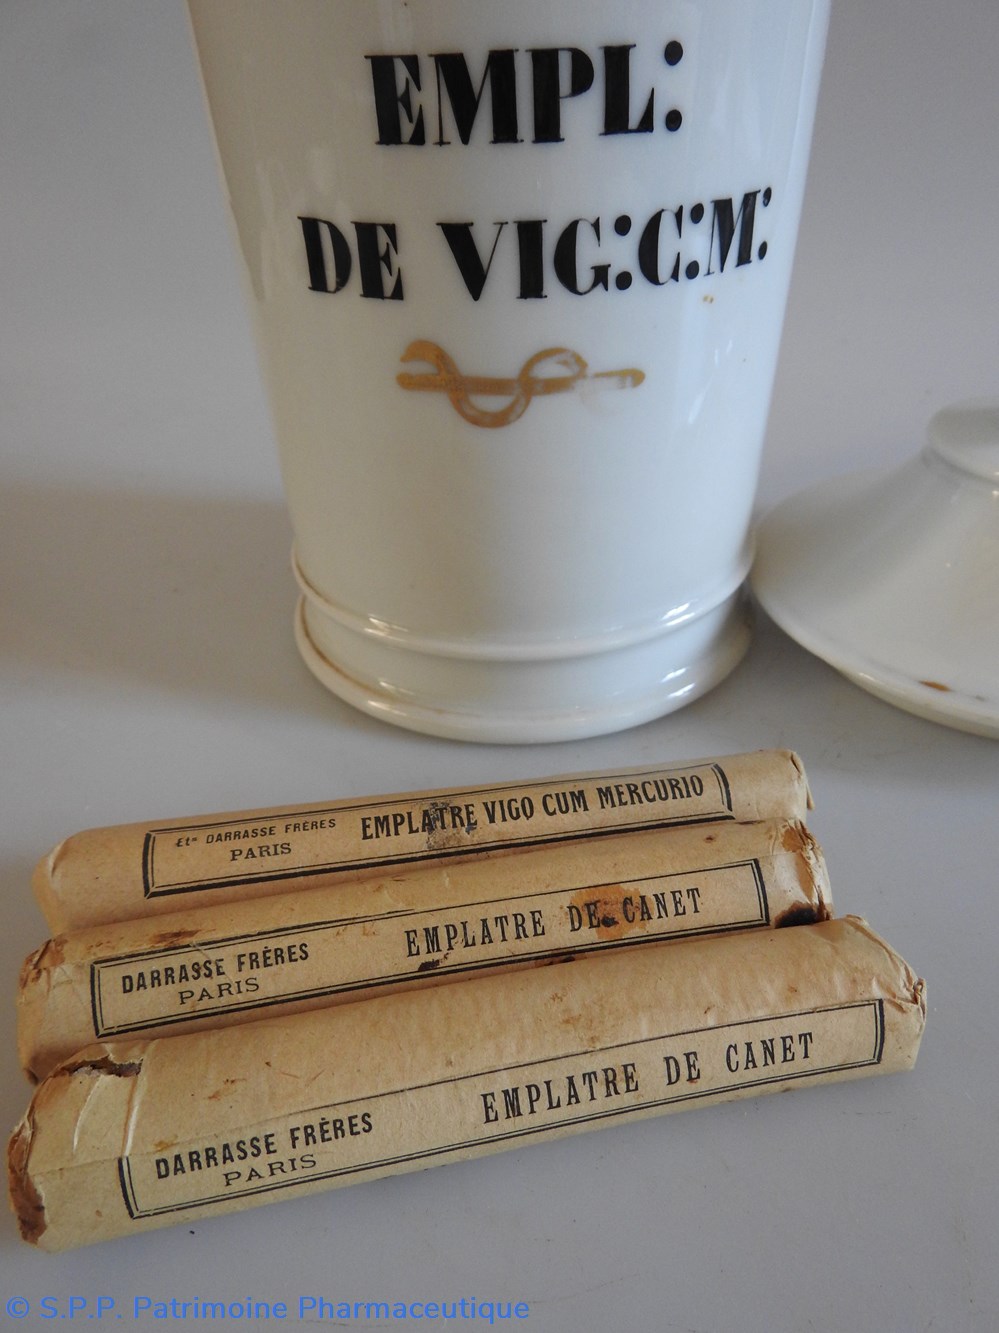 EMPL:
DE VIG:C:M:
Ets DARRASSE FRÈRES
PARIS
EMPLATRE VIGO CUM MERCURIO
DARRASSE FRÈRES
PARIS
EMPLATRE DE CANET
DARRASSE FRÈRES
PARIS
EMPLATRE DE CANET
© S.P.P. Patrimoine Pharmaceutique